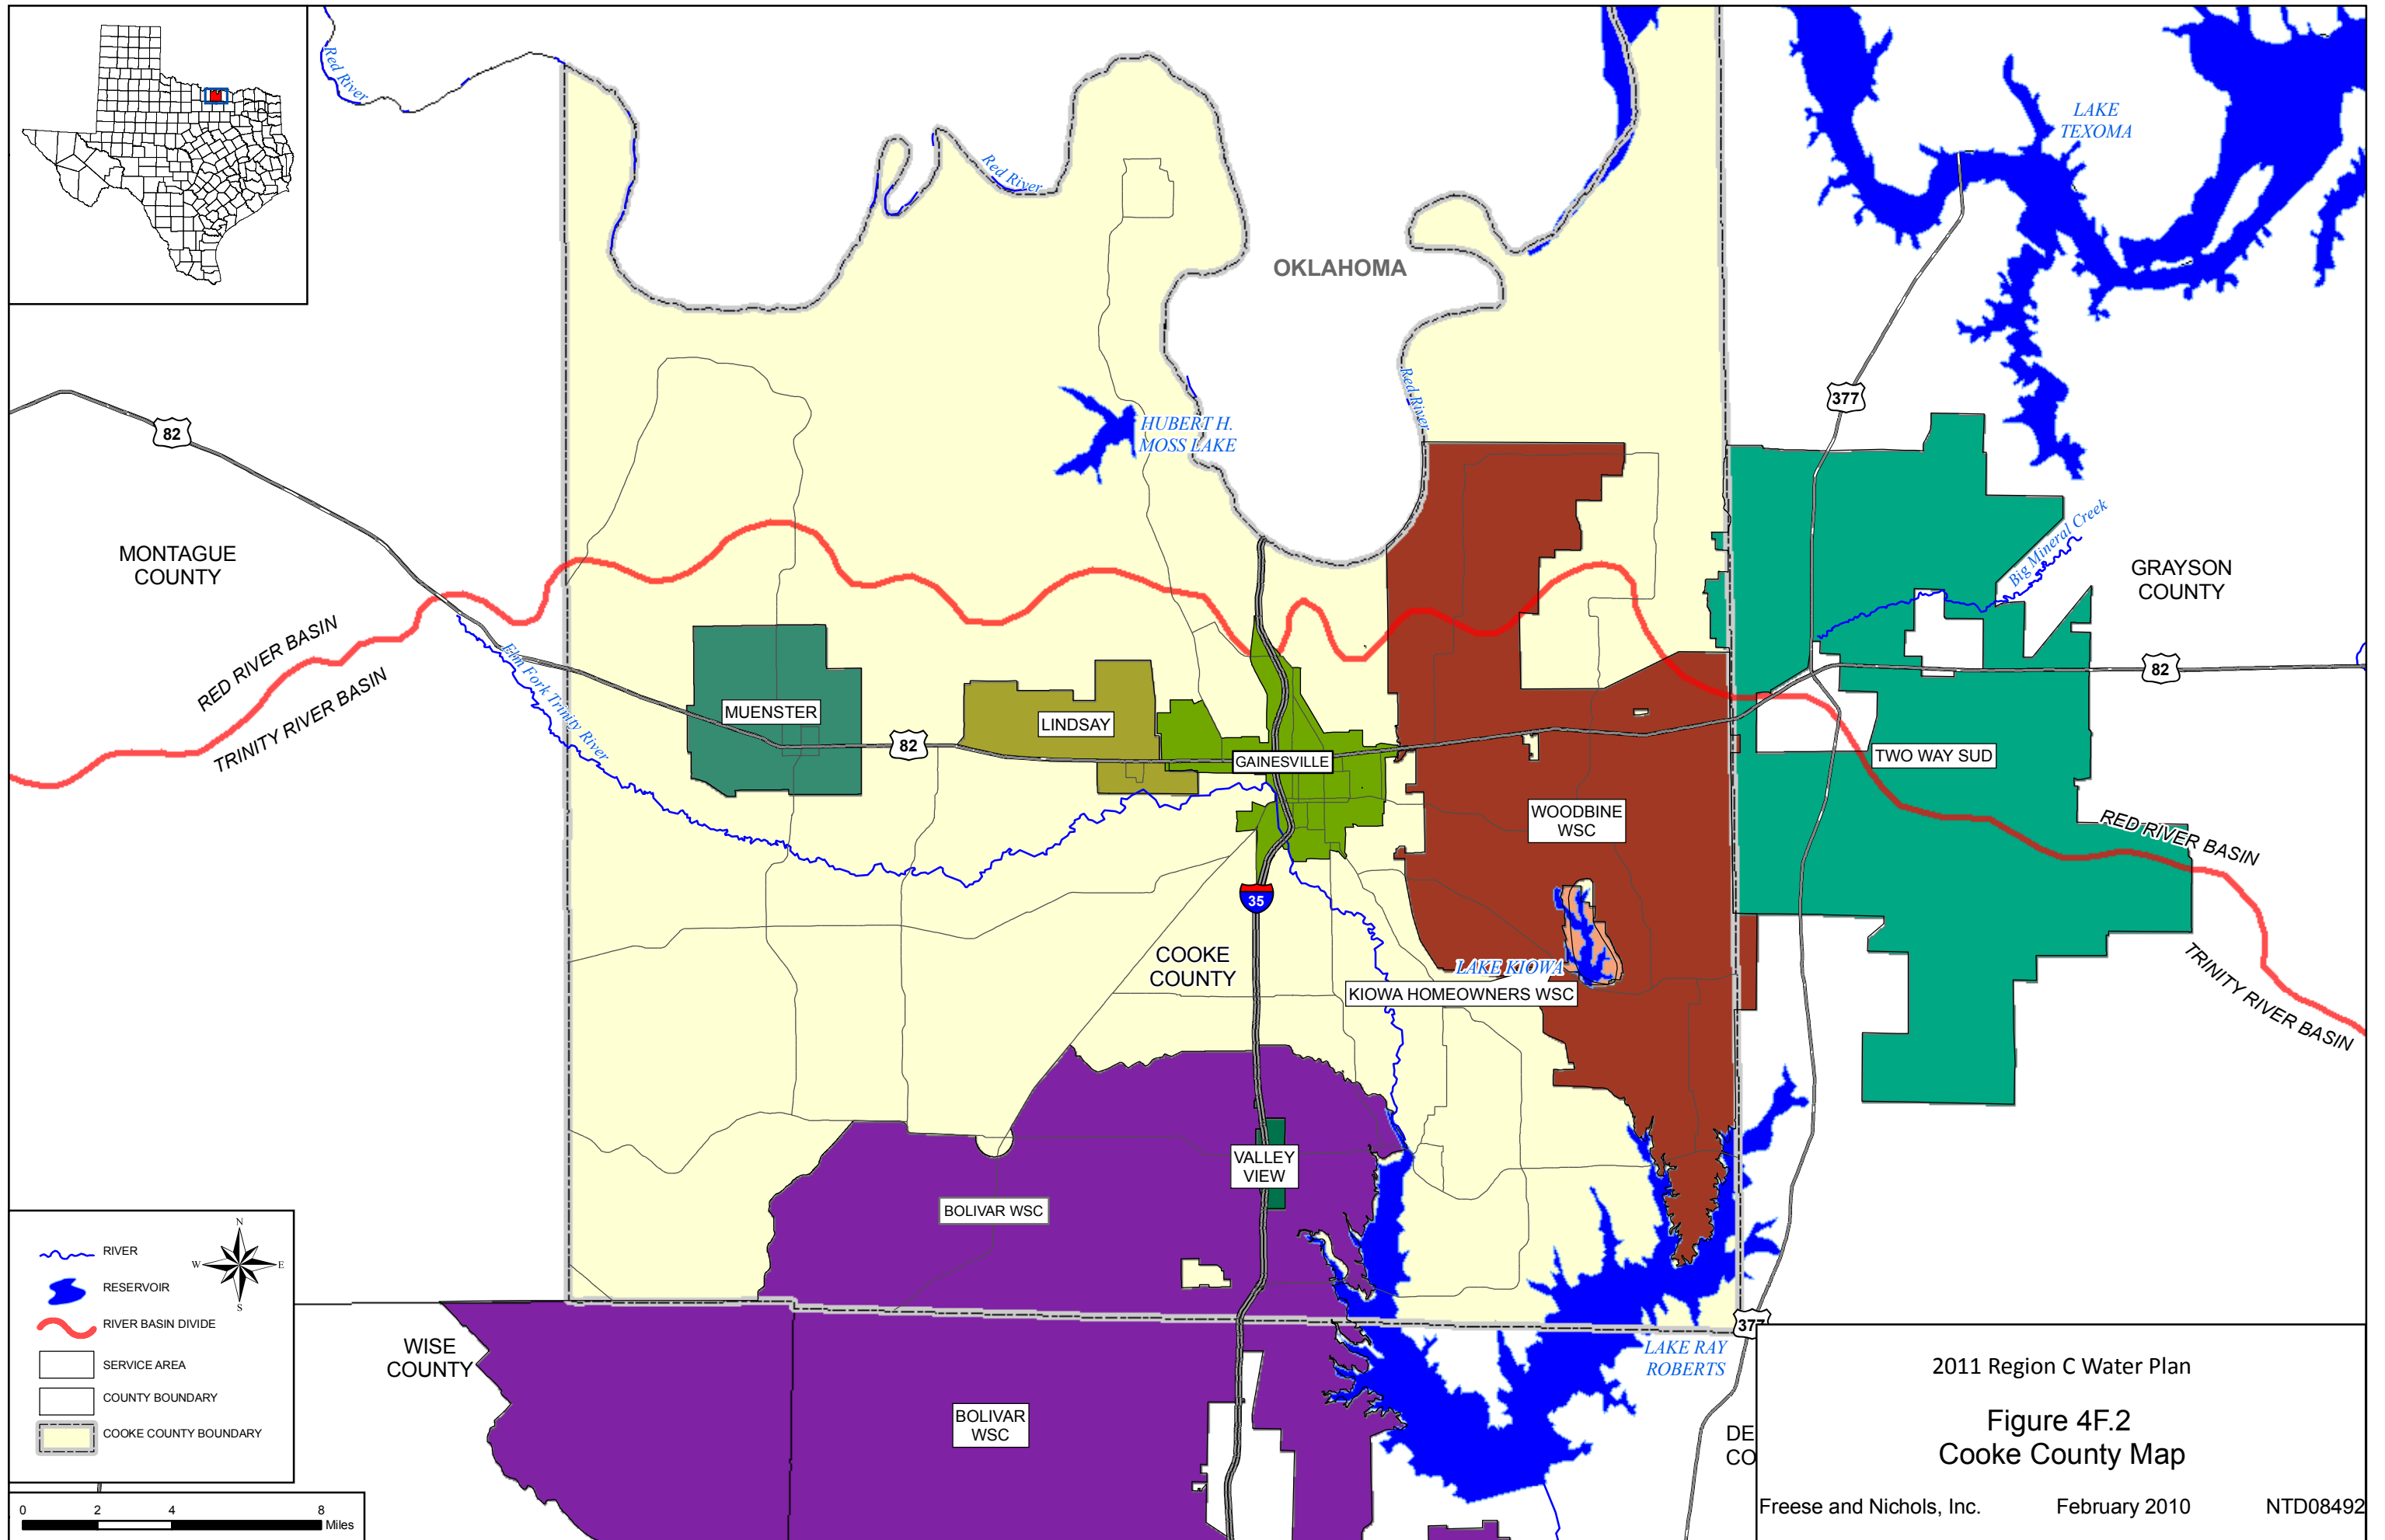 Red River
LAKE
TEXOMA
Red River
OKLAHOMA
Red River
377
HUBERT H.
MOSS LAKE
82
MONTAGUE
COUNTY
Big Mineral Creek
GRAYSON
COUNTY
RED RIVER BASIN
TRINITY RIVER BASIN
Elm Fork Trinity River
82
MUENSTER
LINDSAY
82
GAINESVILLE
TWO WAY SUD
WOODBINE
WSC
RED RIVER BASIN
35
COOKE
COUNTY
LAKE KIOWA
KIOWA HOMEOWNERS WSC
TRINITY RIVER BASIN
VALLEY
VIEW
BOLIVAR WSC
N
W
E
S
RIVER
RESERVOIR
RIVER BASIN DIVIDE
SERVICE AREA
COUNTY BOUNDARY
COOKE COUNTY BOUNDARY
WISE
COUNTY
377
LAKE RAY
ROBERTS
BOLIVAR
WSC
DE
CO
2011 Region C Water Plan
Figure 4F.2
Cooke County Map
Freese and Nichols, Inc. February 2010 NTD08492
0 2 4 8
Miles